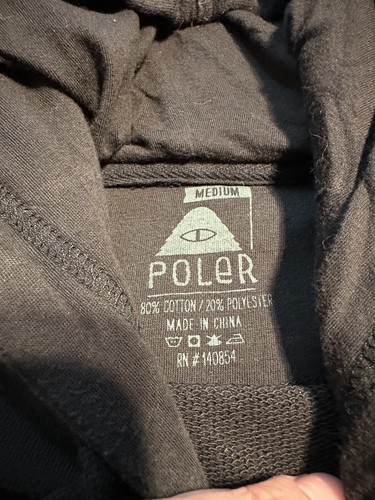 MEDIUM
POLeR
80% COTTON / 20% POLYESTER
MADE IN CHINA
RN # 140854